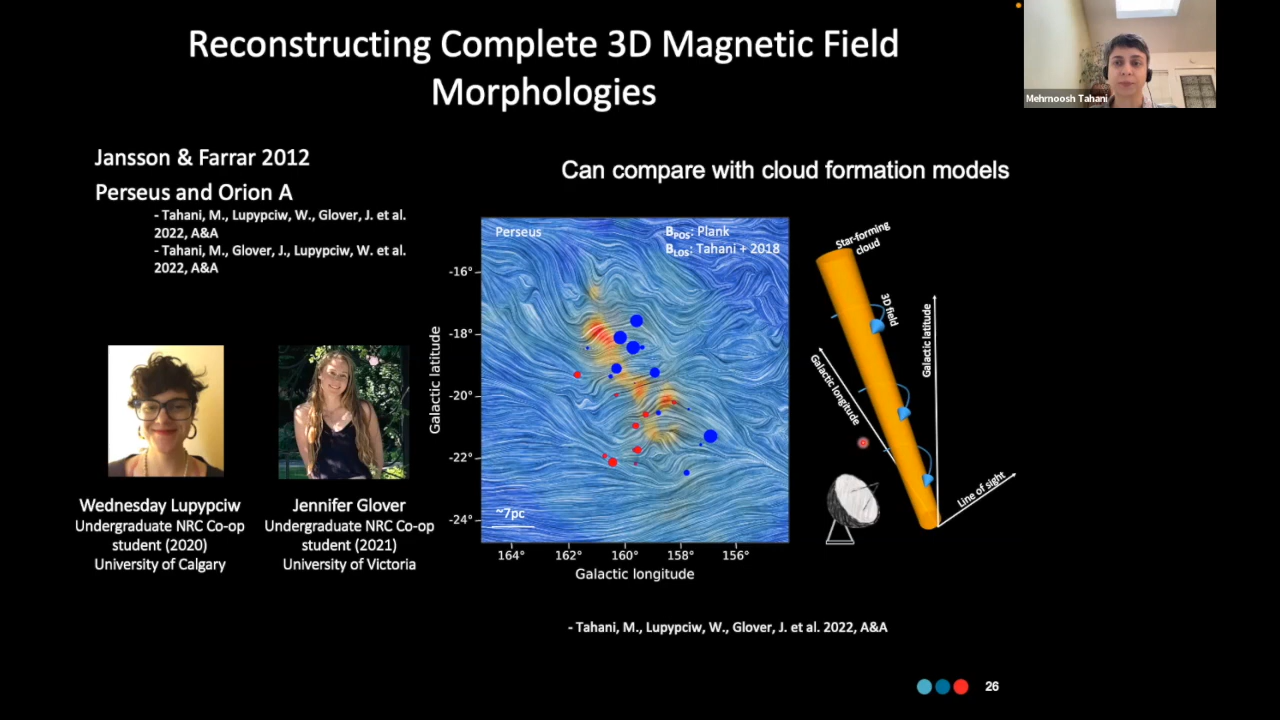 Reconstructing Complete 3D Magnetic Field
Morphologies
Mehrnoosh Tahani
Jansson & Farrar 2012
Perseus and Orion A
- Tahani, M., Lupypciw, W., Glover, J. et al.
2022, A&A
- Tahani, M., Glover, J., Lupypciw, W. et al.
2022, A&A
Wednesday Lupypciw
Undergraduate NRC Co-op
student (2020)
University of Calgary
Jennifer Glover
Undergraduate NRC Co-op
student (2021)
University of Victoria
Can compare with cloud formation models
Perseus
BPOS: Plank
BLOS: Tahani + 2018
-16°
-18°
-20°
-22°
-24°
Galactic latitude
~7pc
164° 162° 160° 158° 156°
Galactic longitude
Star-forming
cloud
3D field
Galactic latitude
Galactic longitude
Line of sight
- Tahani, M., Lupypciw, W., Glover, J. et al. 2022, A&A
26